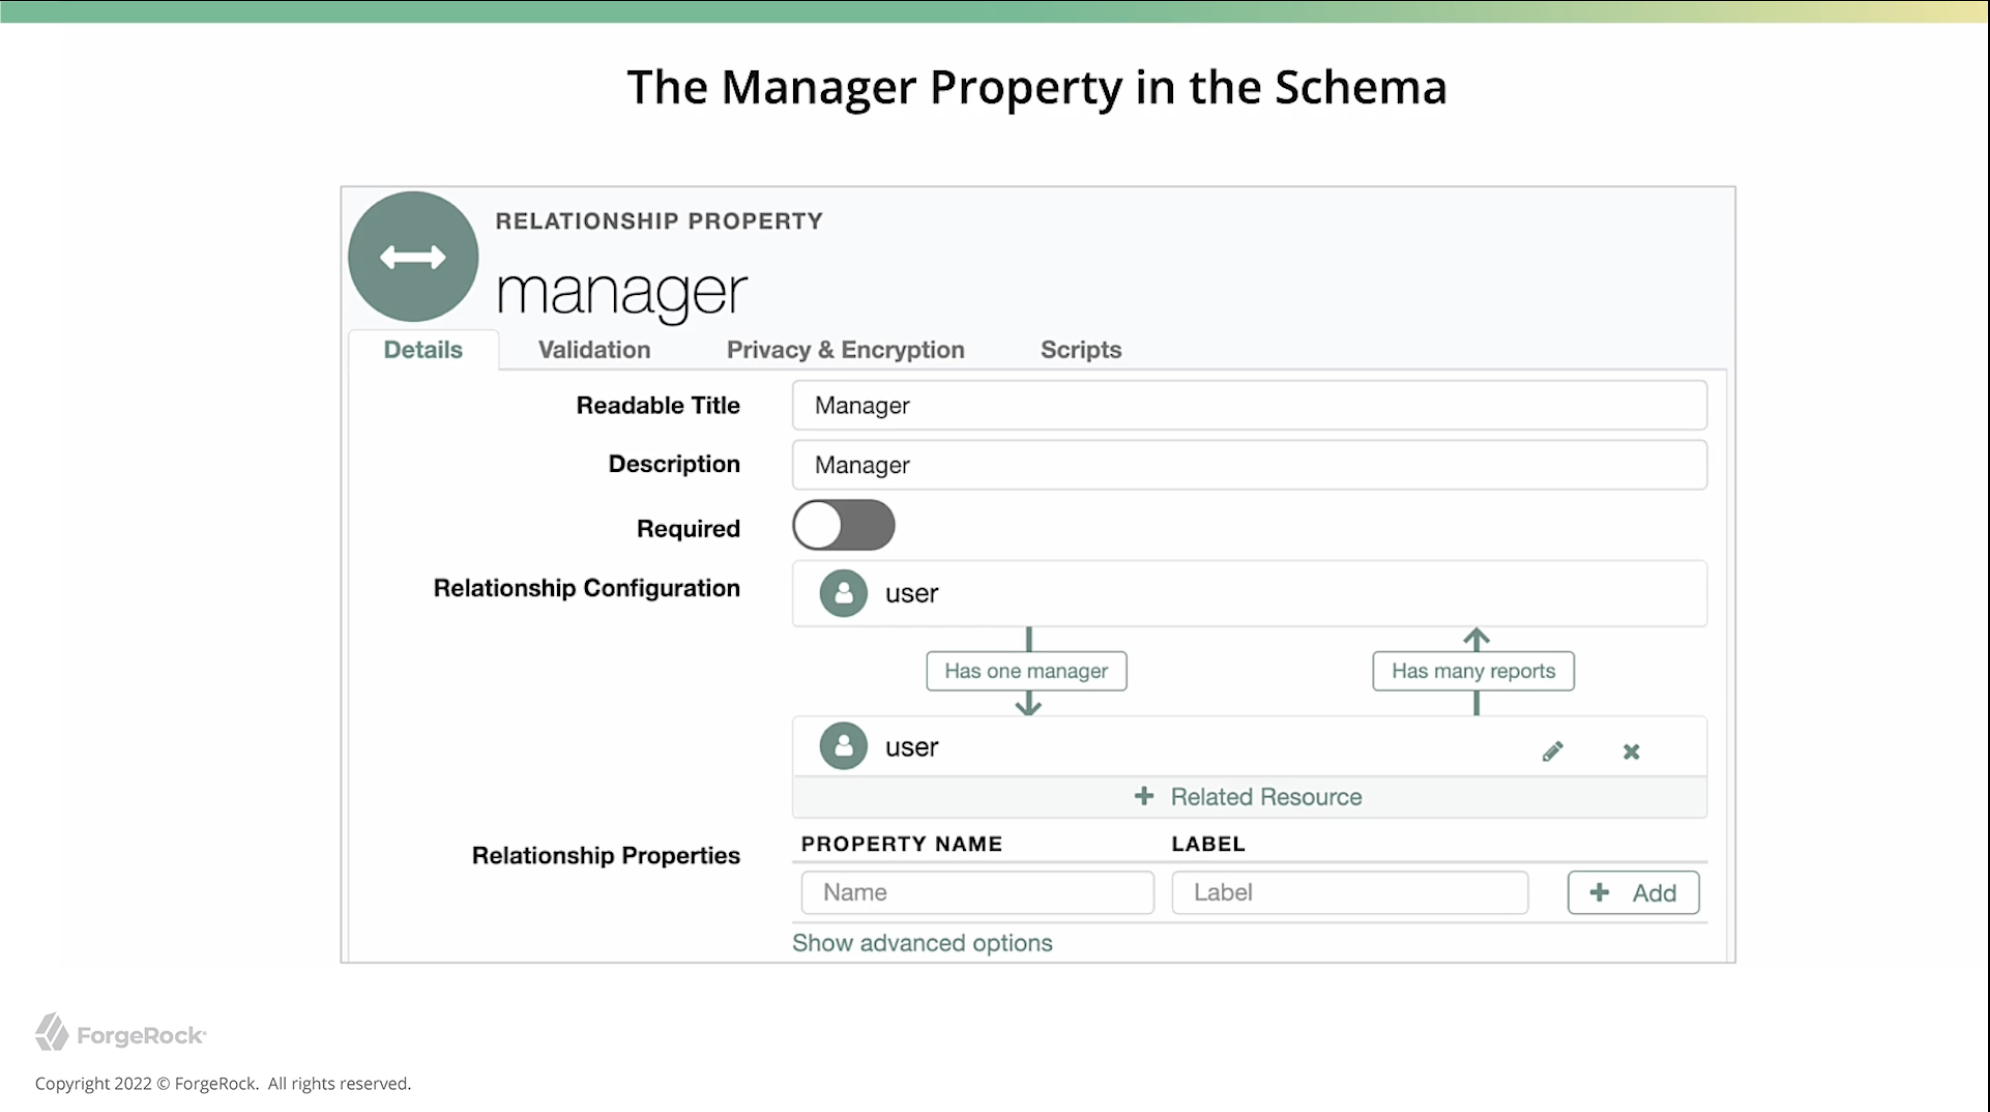 The Manager Property in the Schema
RELATIONSHIP PROPERTY
manager
Details Validation Privacy & Encryption Scripts
Readable Title Manager
Description Manager
Required
Relationship Configuration user
Has one manager Has many reports
user
+ Related Resource
PROPERTY NAME LABEL
Relationship Properties
Name Label + Add
Show advanced options
ForgeRock
Copyright 2022 © ForgeRock. All rights reserved.